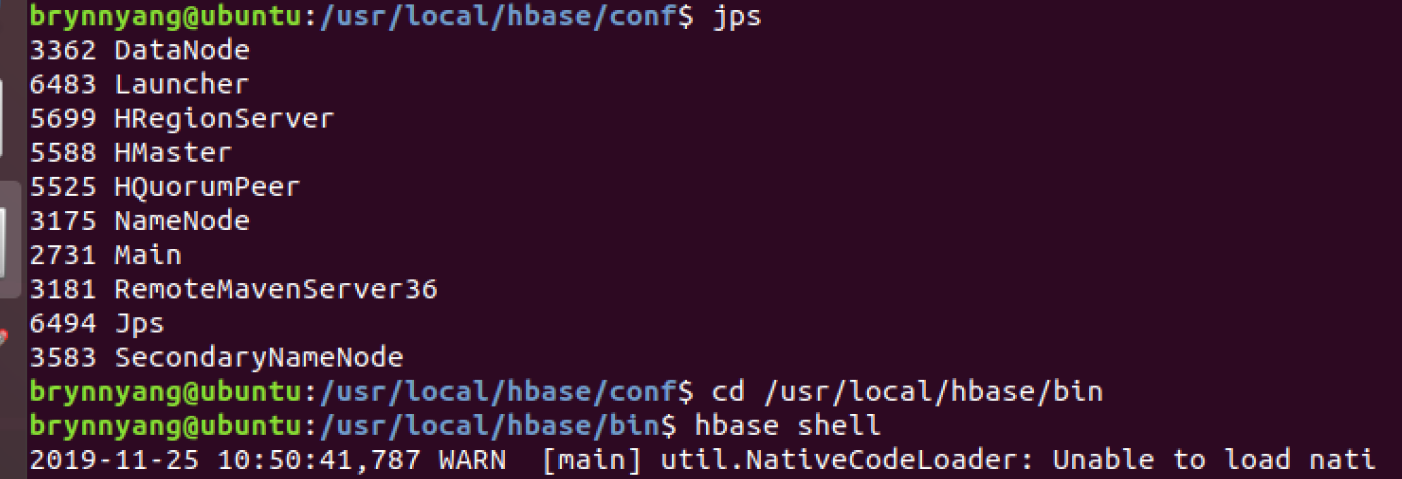 brynnyang@ubuntu:/usr/local/hbase/conf$ jps
3362 DataNode
6483 Launcher
5699 HRegionServer
5588 HMaster
5525 HQuorumPeer
3175 NameNode
2731 Main
3181 RemoteMavenServer36
6494 Jps
3583 SecondaryNameNode
brynnyang@ubuntu:/usr/local/hbase/conf$ cd /usr/local/hbase/bin
brynnyang@ubuntu:/usr/local/hbase/bin$ hbase shell
2019-11-25 10:50:41,787 WARN  [main] util.NativeCodeLoader: Unable to load nati